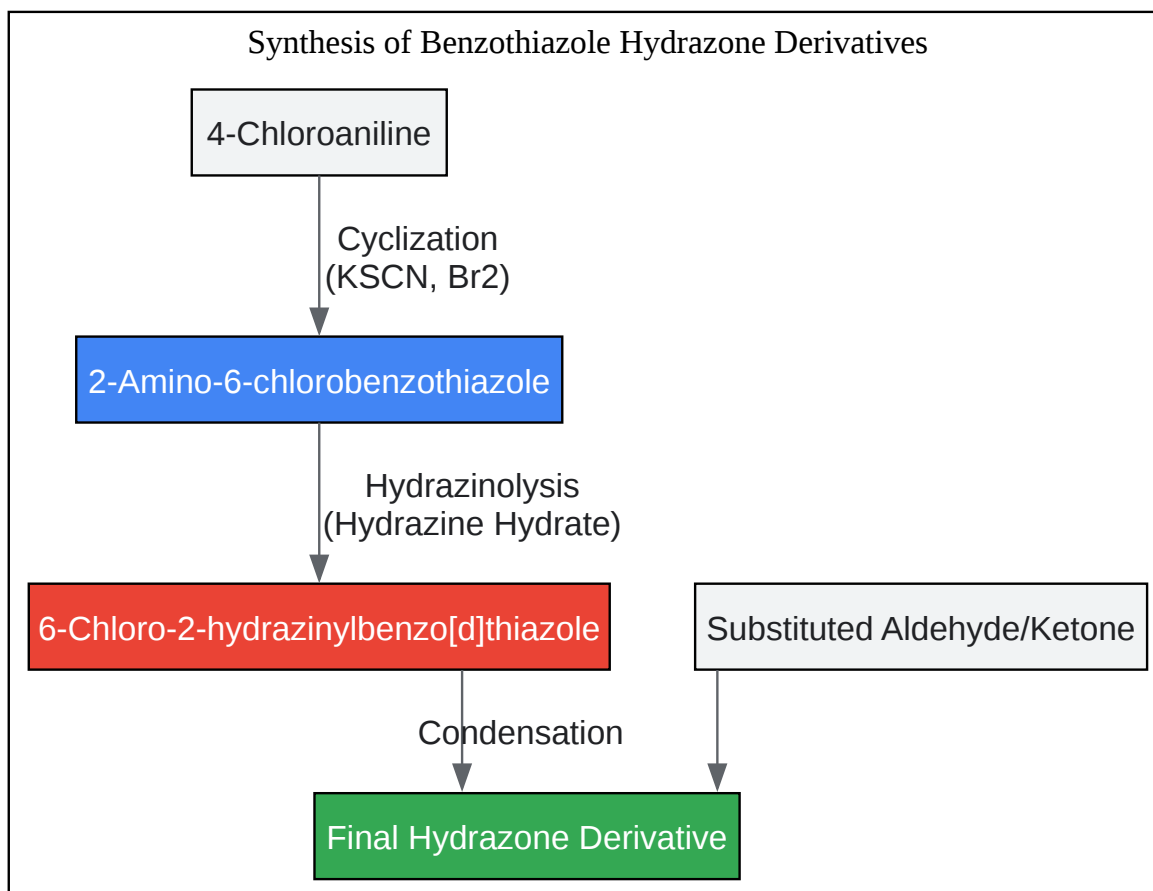 Synthesis of Benzothiazole Hydrazone Derivatives
4-Chloroaniline
Cyclization
(KSCN, Br2)
2-Amino-6-chlorobenzothiazole
Hydrazinolysis
(Hydrazine Hydrate)
6-Chloro-2-hydrazinylbenzo[d]thiazole
Substituted Aldehyde/Ketone
Condensation
Final Hydrazone Derivative